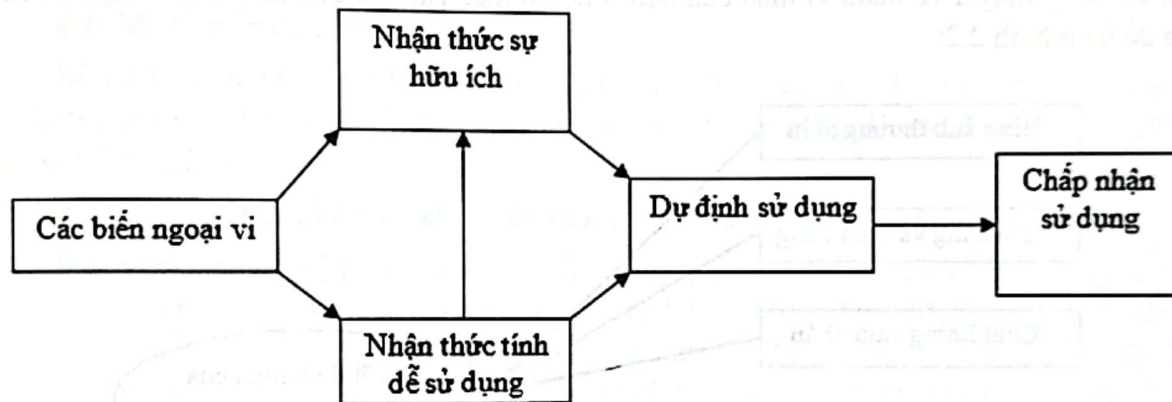 Nhận thức sự
hữu ích
Các biến ngoại vi
Dự định sử dụng
Chấp nhận
sử dụng
Nhận thức tính
dễ sử dụng